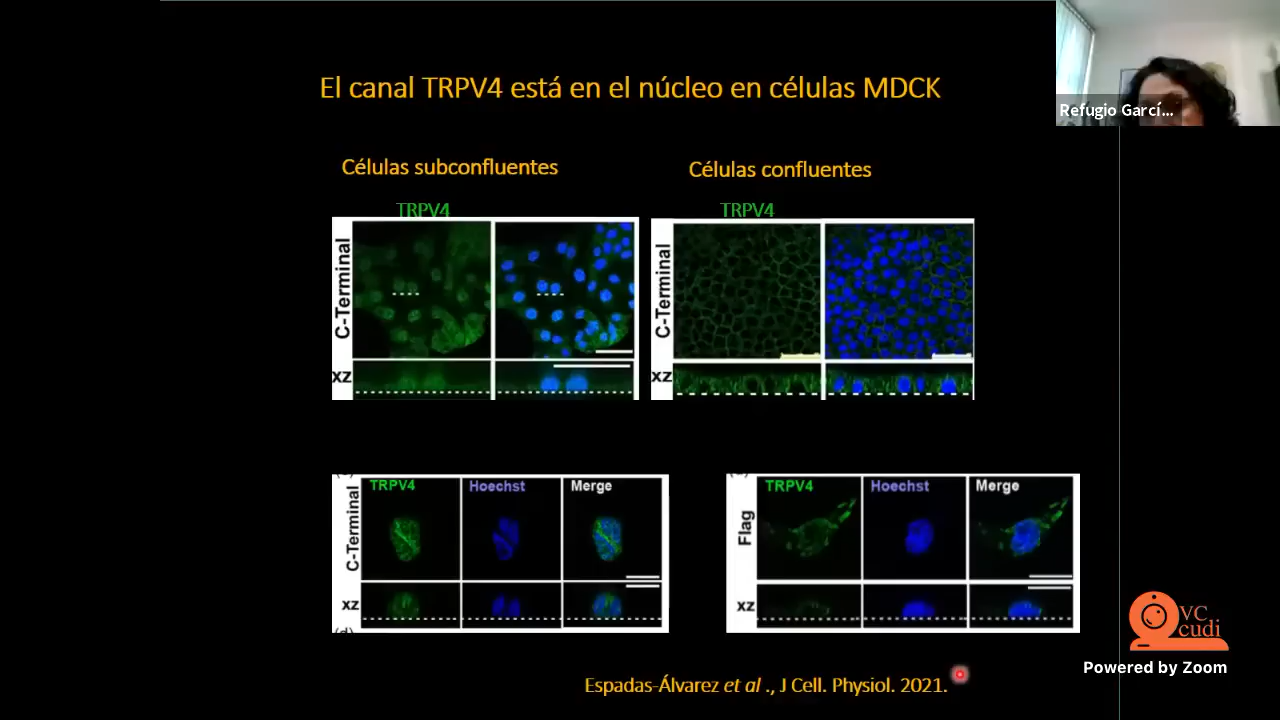 El canal TRPV4 está en el núcleo en células MDCK
Refugio Garcí...
Células subconfluentes
Células confluentes
TRPV4
TRPV4
C-Terminal
C-Terminal
xz
xz
TRPV4 Hoechst Merge
TRPV4 Hoechst Merge
C-Terminal
Flag
xz
xz
VC
cudi
Powered by Zoom
Espadas-Álvarez et al ., J Cell. Physiol. 2021.